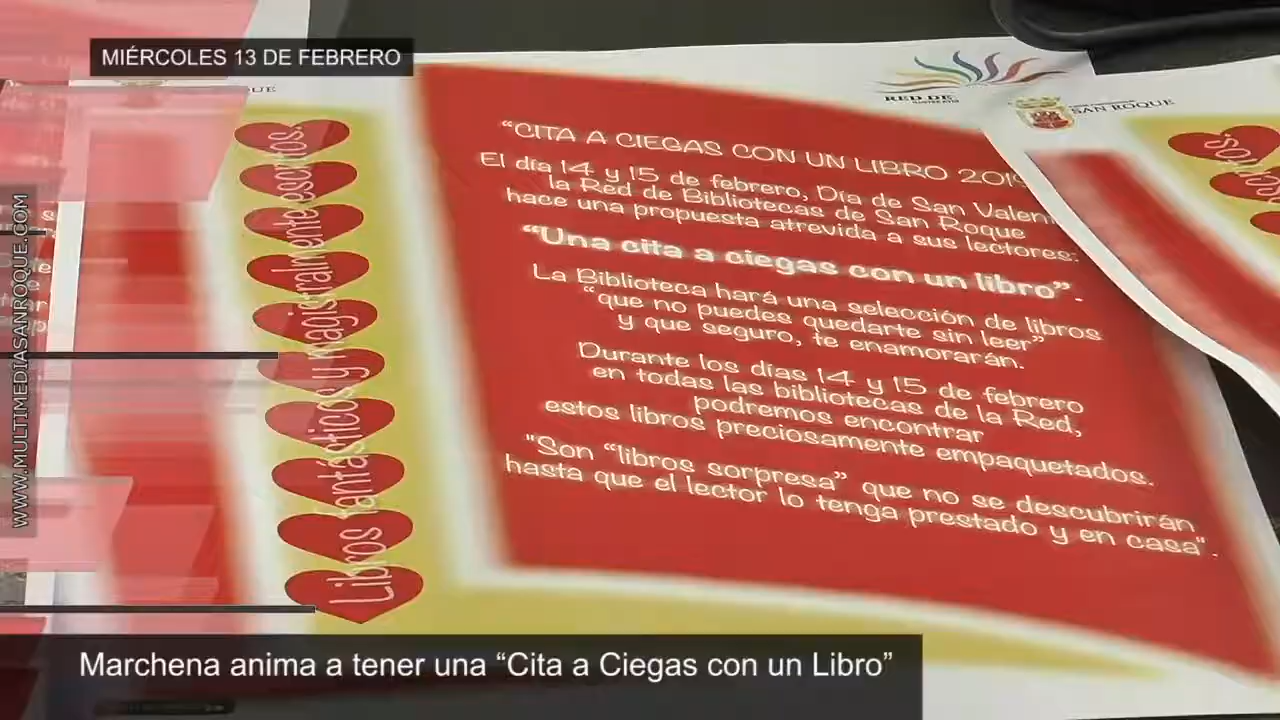 MIÉRCOLES 13 DE FEBRERO
RED DE
SAN ROQUE
"CITA A CIEGAS CON UN LIBRO 2019
El día 14 y 15 de febrero, Día de San Valen
la Red de Bibliotecas de San Roque
hace una propuesta atrevida a sus lectores:
"Una cita a ciegas con un libro".
La Biblioteca hará una selección de libros
"que no puedes quedarte sin leer"
y que seguro, te enamorarán.
Durante los días 14 y 15 de febrero
en todas las bibliotecas de la Red,
podremos encontrar
estos libros preciosamente empaquetados.
"Son "libros sorpresa" que no se descubrirán
hasta que el lector lo tenga prestado y en casa".
Libros fantásticos y magistralmente escritos.
WWW.MULTIMEDIASANROQUE.COM
Marchena anima a tener una “Cita a Ciegas con un Libro”